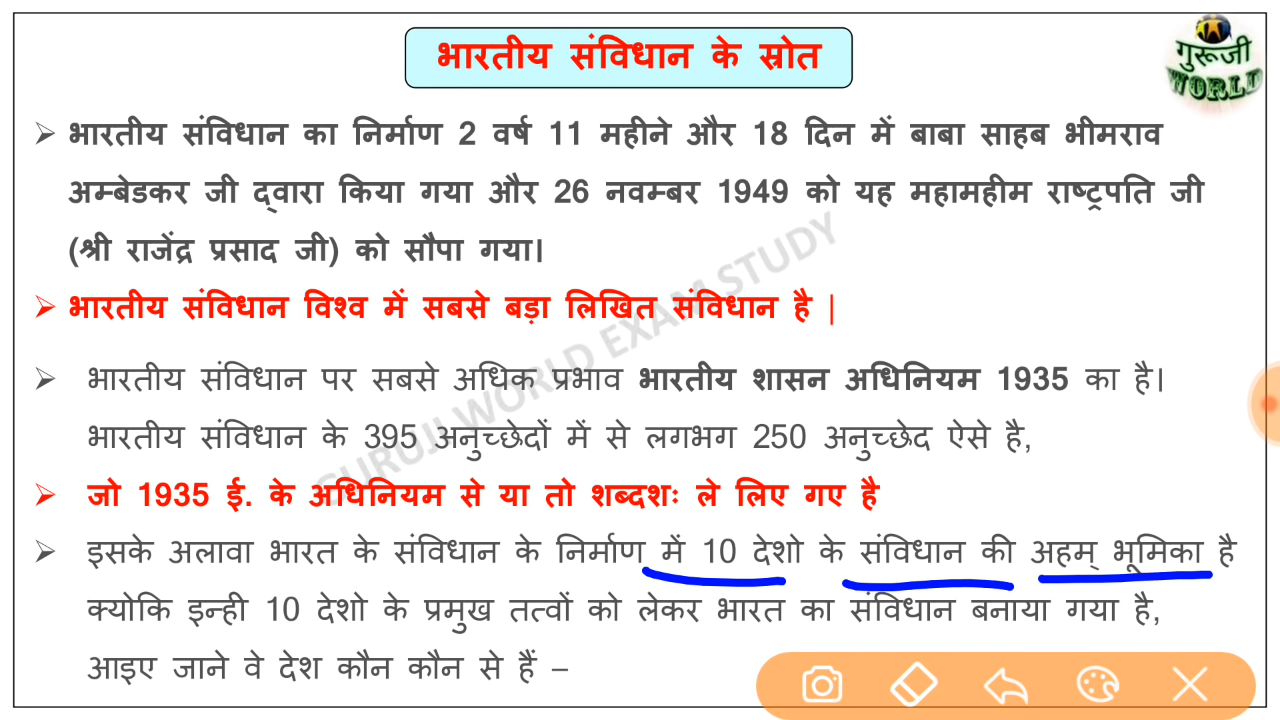 भारतीय संविधान के स्रोत
गुरूजी
WORLD
➢ भारतीय संविधान का निर्माण 2 वर्ष 11 महीने और 18 दिन में बाबा साहब भीमराव
अम्बेडकर जी द्वारा किया गया और 26 नवम्बर 1949 को यह महामहीम राष्ट्रपति जी
(श्री राजेंद्र प्रसाद जी) को सौपा गया।
➢ भारतीय संविधान विश्व में सबसे बड़ा लिखित संविधान है |
➢ भारतीय संविधान पर सबसे अधिक प्रभाव भारतीय शासन अधिनियम 1935 का है।
भारतीय संविधान के 395 अनुच्छेदों में से लगभग 250 अनुच्छेद ऐसे है,
➢ जो 1935 ई. के अधिनियम से या तो शब्दशः ले लिए गए है
➢ इसके अलावा भारत के संविधान के निर्माण में 10 देशो के संविधान की अहम् भूमिका है
क्योकि इन्ही 10 देशो के प्रमुख तत्वों को लेकर भारत का संविधान बनाया गया है,
आइए जाने वे देश कौन कौन से हैं –
GURUJI WORLD EXAM STUDY